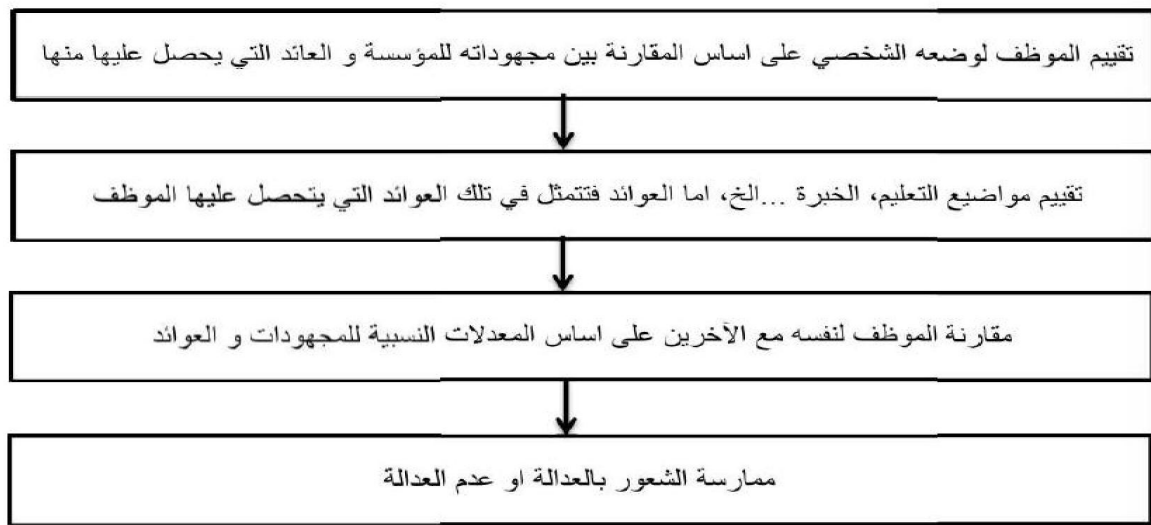 تقييم الموظف لوضعه الشخصي على اساس المقارنة بين مجهوداته للمؤسسة و العائد التي يحصل عليها منها
تقييم مواضيع التعليم، الخبرة ...الخ، اما العوائد فتتمثل في تلك العوائد التي يتحصل عليها الموظف
مقارنة الموظف لنفسه مع الآخرين على اساس المعدلات النسبية للمجهودات و العوائد
ممارسة الشعور بالعدالة او عدم العدالة